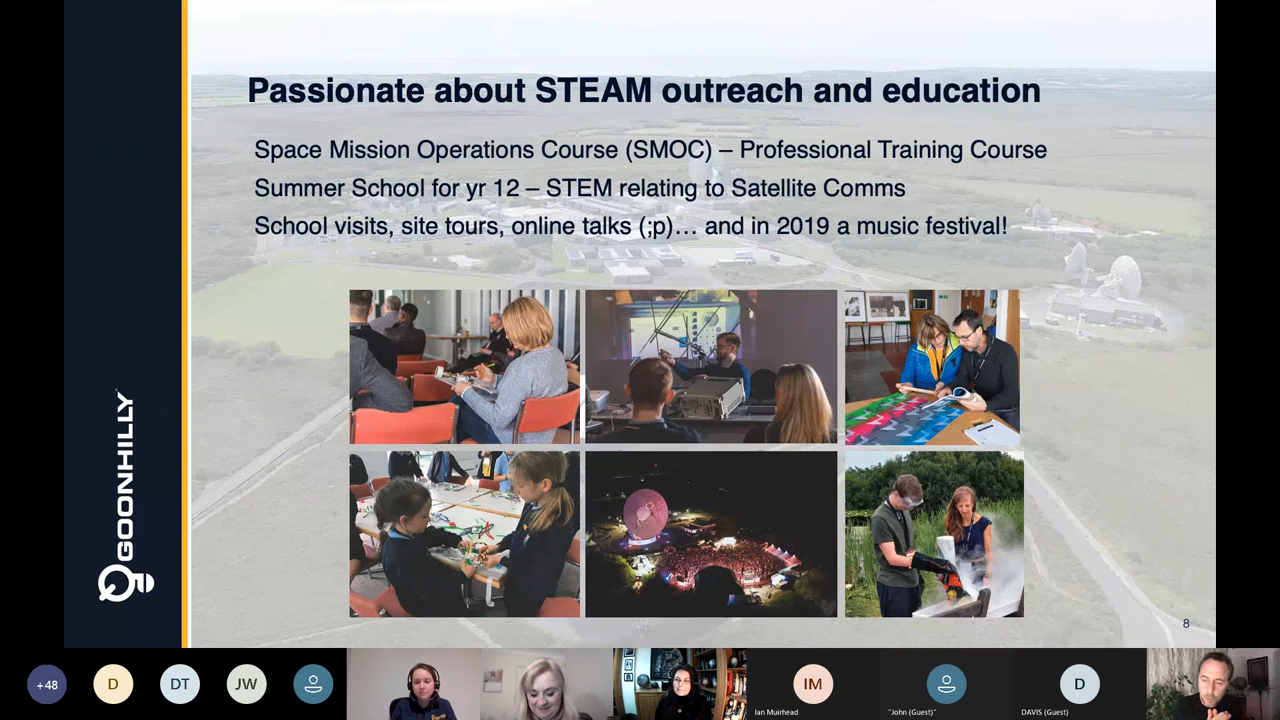 Passionate about STEAM outreach and education
Space Mission Operations Course (SMOC) – Professional Training Course
Summer School for yr 12 – STEM relating to Satellite Comms
School visits, site tours, online talks (;p)… and in 2019 a music festival!
GOONHILLY
8
+48
D
DT
JW
IM
Ian Muirhead
"John (Guest)"
D
DAVIS (Guest)